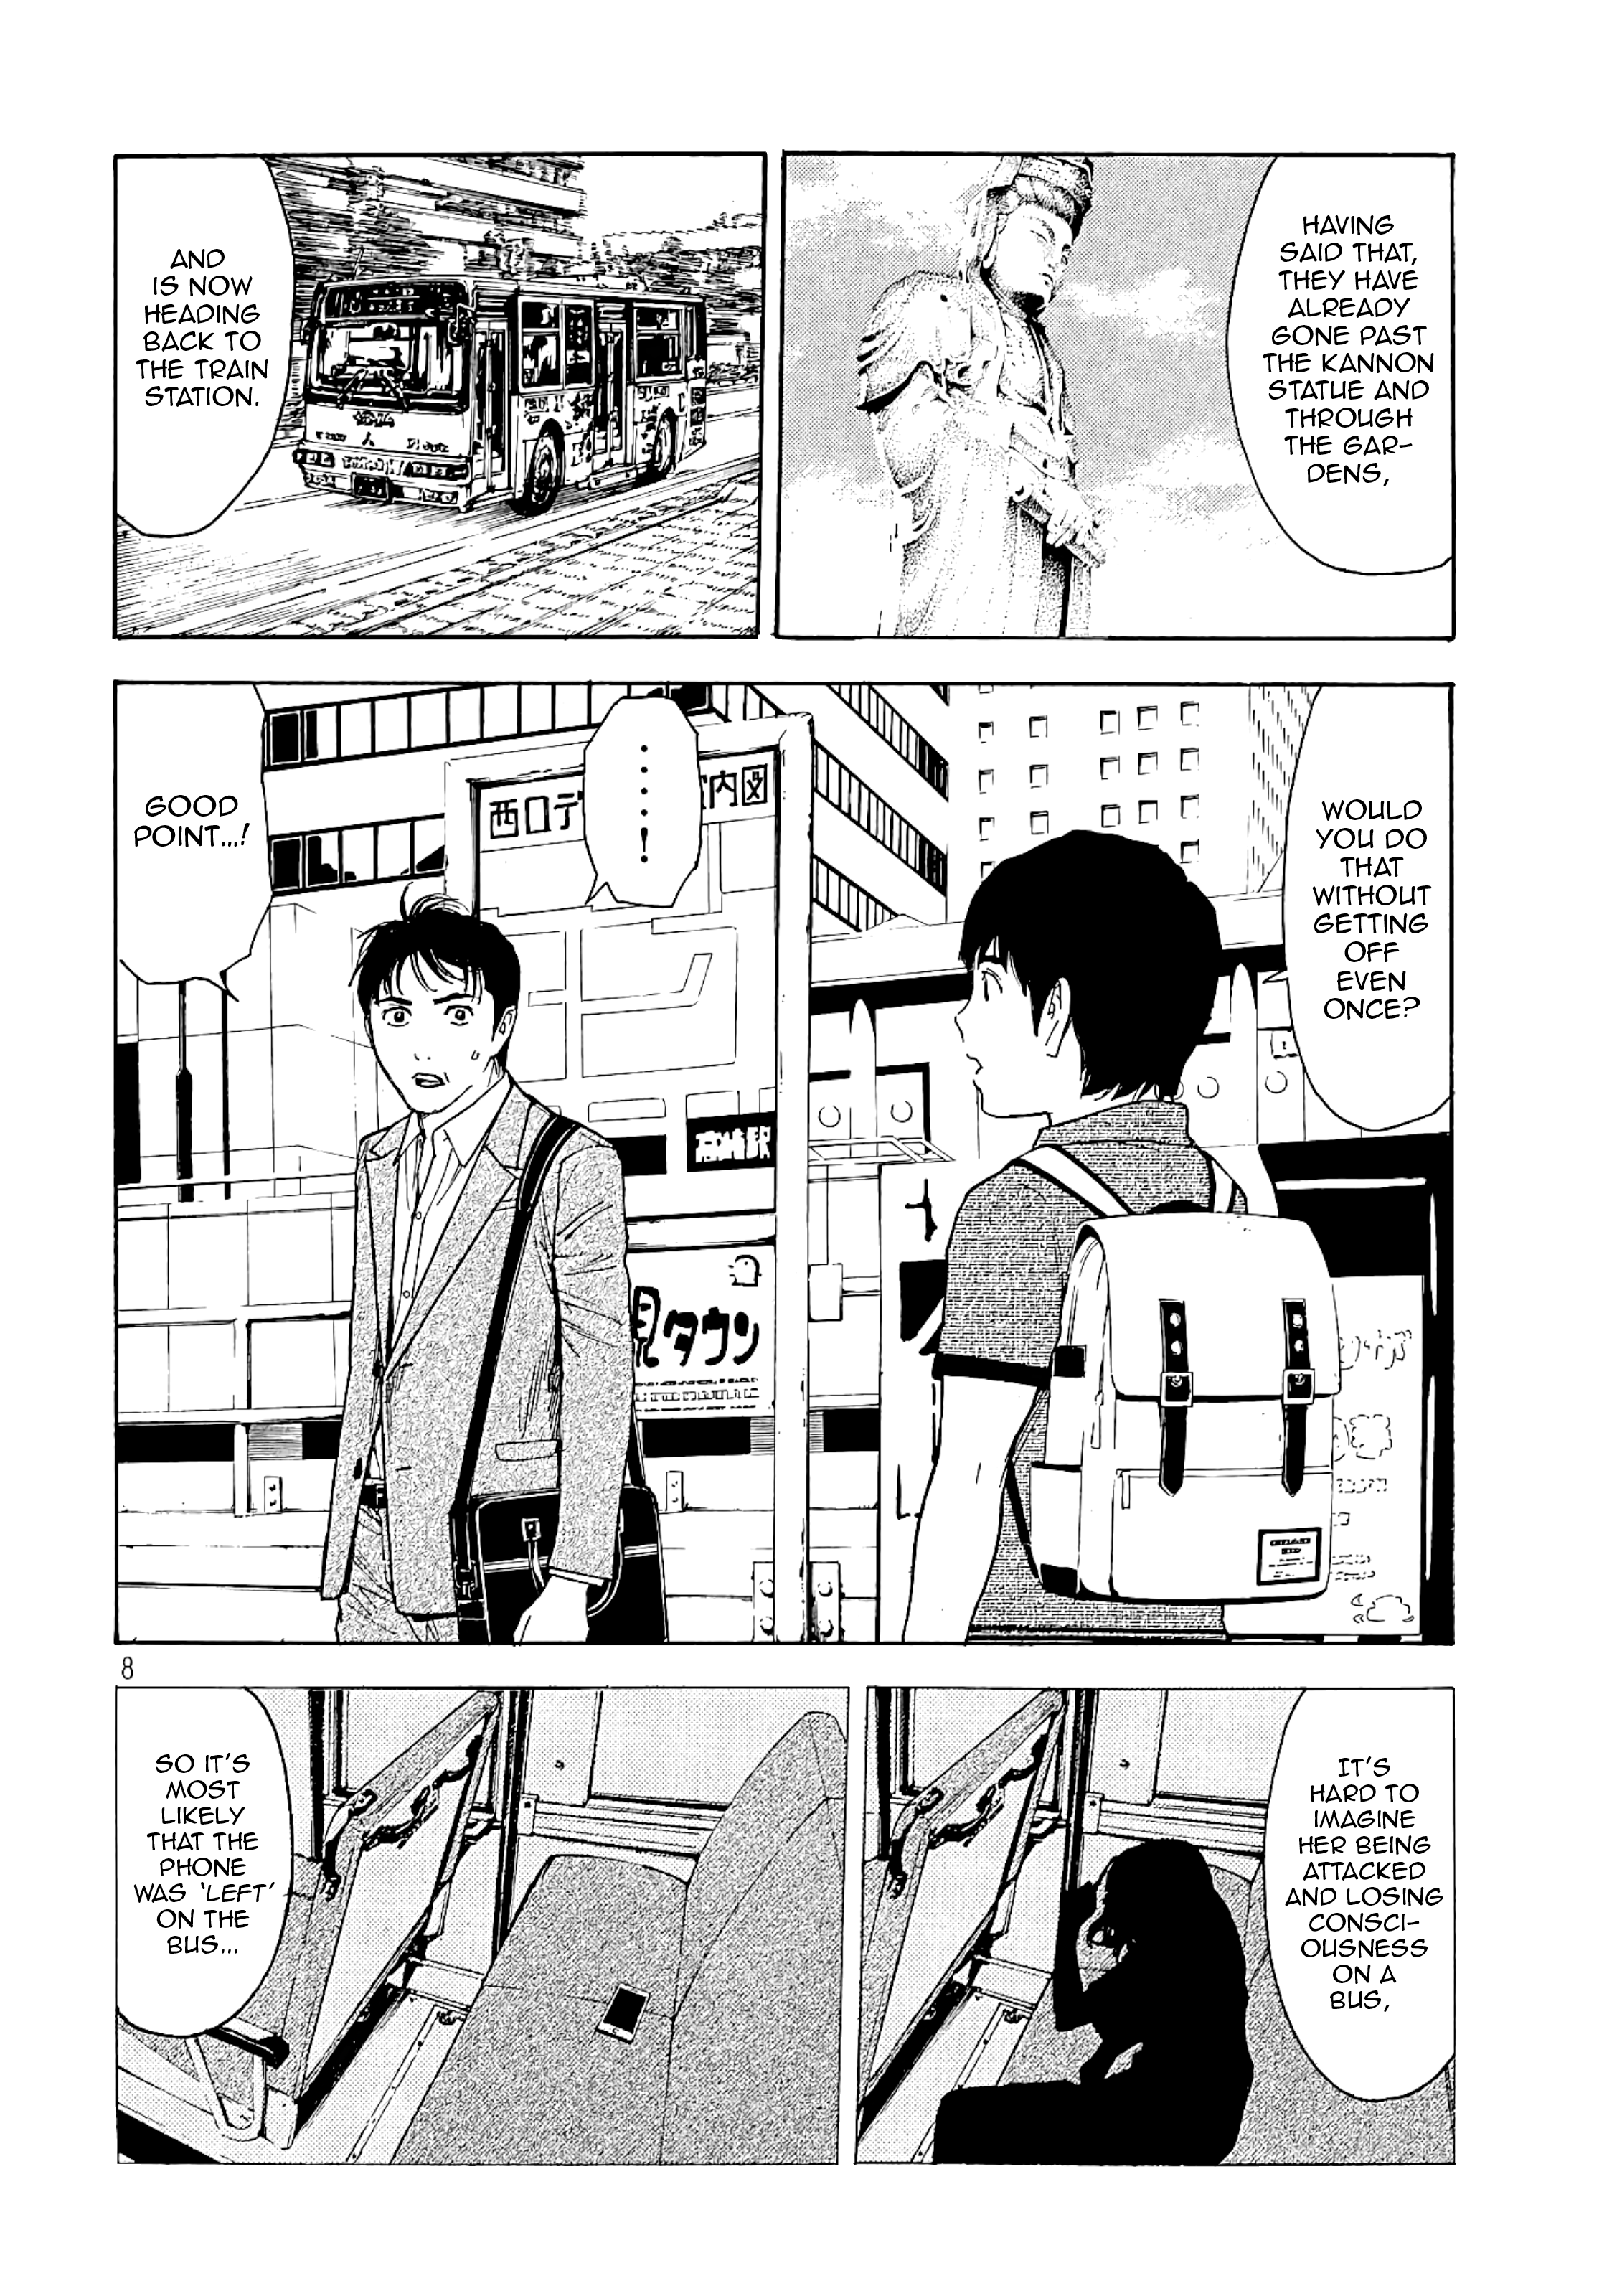 HAVING
SAID THAT,
THEY HAVE
ALREADY
GONE PAST
THE KANNON
STATUE AND
THROUGH
THE GAR-
DENS,
AND
IS NOW
HEADING
BACK TO
THE TRAIN
STATION.
WOULD
YOU DO
THAT
WITHOUT
GETTING
OFF
EVEN
ONCE?
.....!
GOOD
POINT...!
西口デ
内図
高崎駅
見タウン
8
IT'S
HARD TO
IMAGINE
HER BEING
ATTACKED
AND LOSING
CONSCI-
OUSNESS
ON A
BUS,
SO IT'S
MOST
LIKELY
THAT THE
PHONE
WAS 'LEFT'
ON THE
BUS...